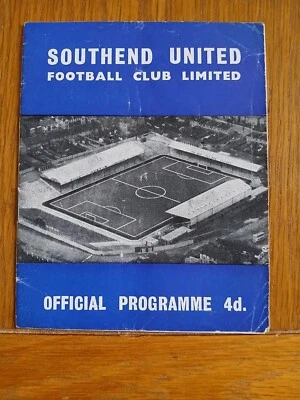 SOUTHEND UNITED
FOOTBALL CLUB LIMITED
OFFICIAL PROGRAMME 4d.